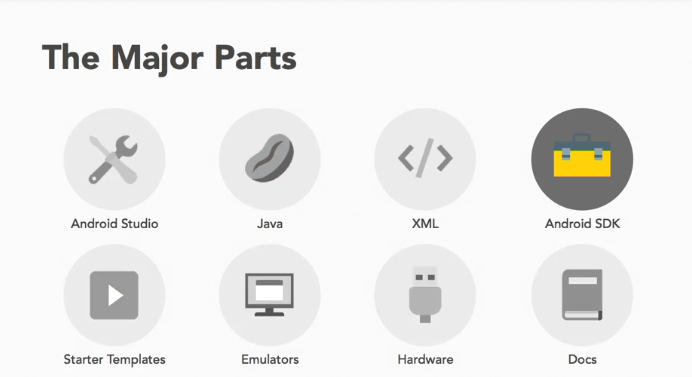 The Major Parts
Android Studio
Java
XML
Android SDK
Starter Templates
Emulators
Hardware
Docs